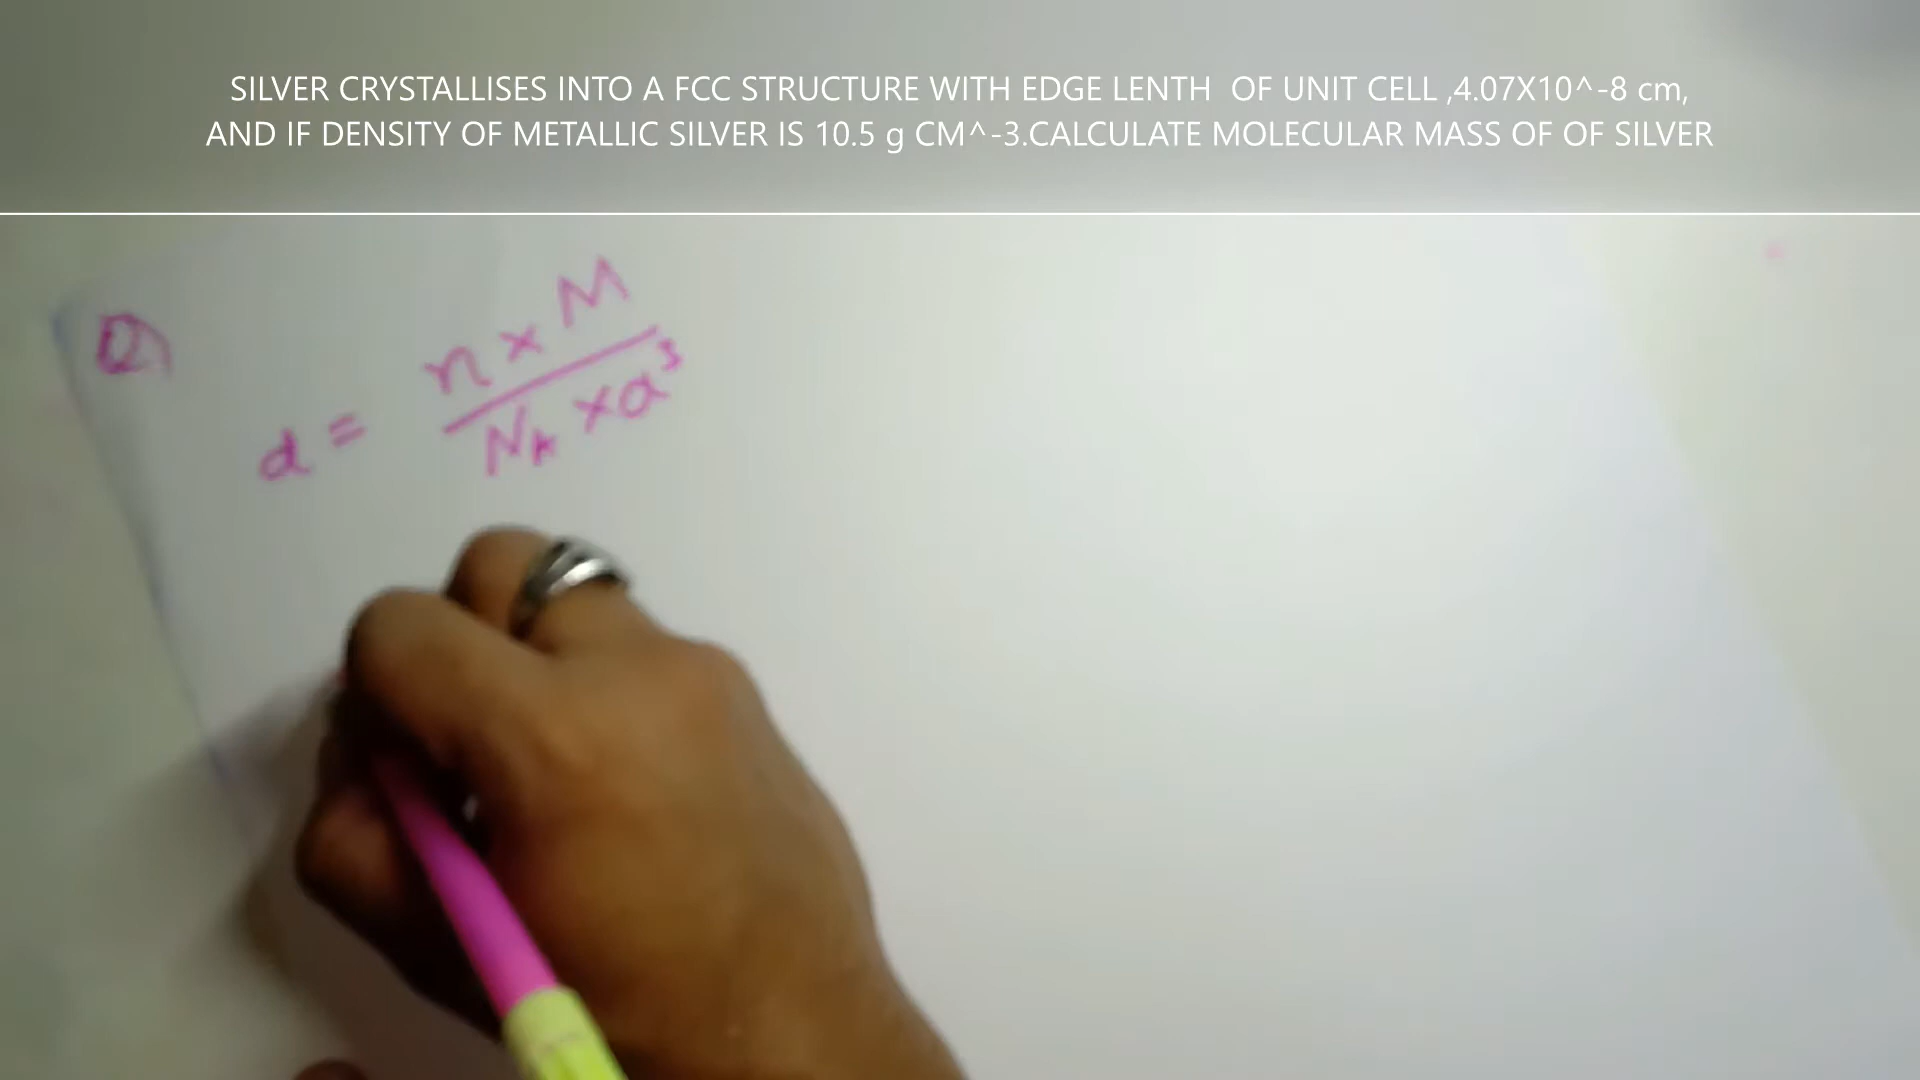 SILVER CRYSTALLISES INTO A FCC STRUCTURE WITH EDGE LENTH OF UNIT CELL ,4.07X10^-8 cm,
AND IF DENSITY OF METALLIC SILVER IS 10.5 g CM^-3.CALCULATE MOLECULAR MASS OF OF SILVER
Q)
d = n × M / N_A × a³